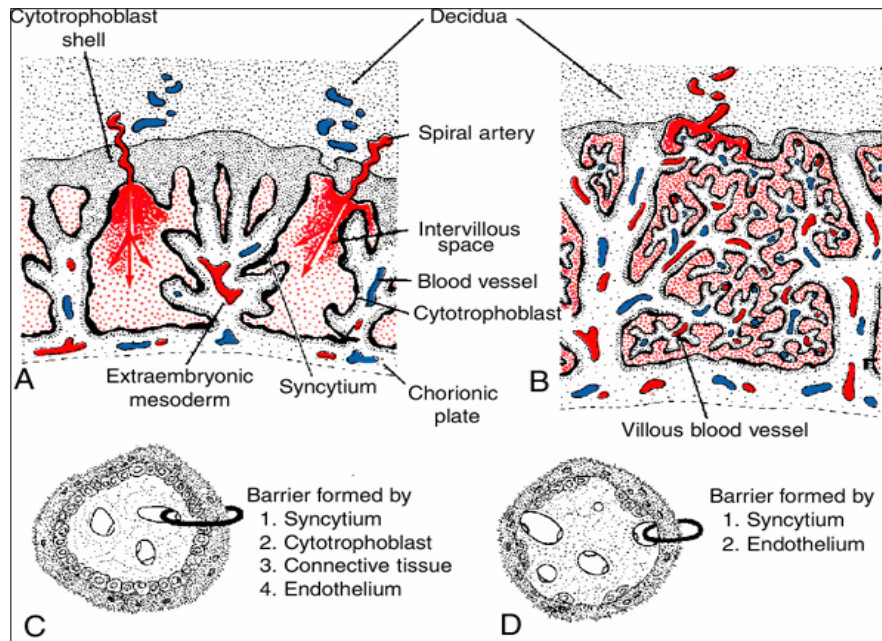 Cytotrophoblast
shell
Decidua
Spiral artery
Intervillous
space
Blood vessel
Cytotrophoblast
A
Extraembryonic
mesoderm
Syncytium
Chorionic
plate
B
Villous blood vessel
Barrier formed by
1. Syncytium
2. Cytotrophoblast
3. Connective tissue
4. Endothelium
C
Barrier formed by
1. Syncytium
2. Endothelium
D